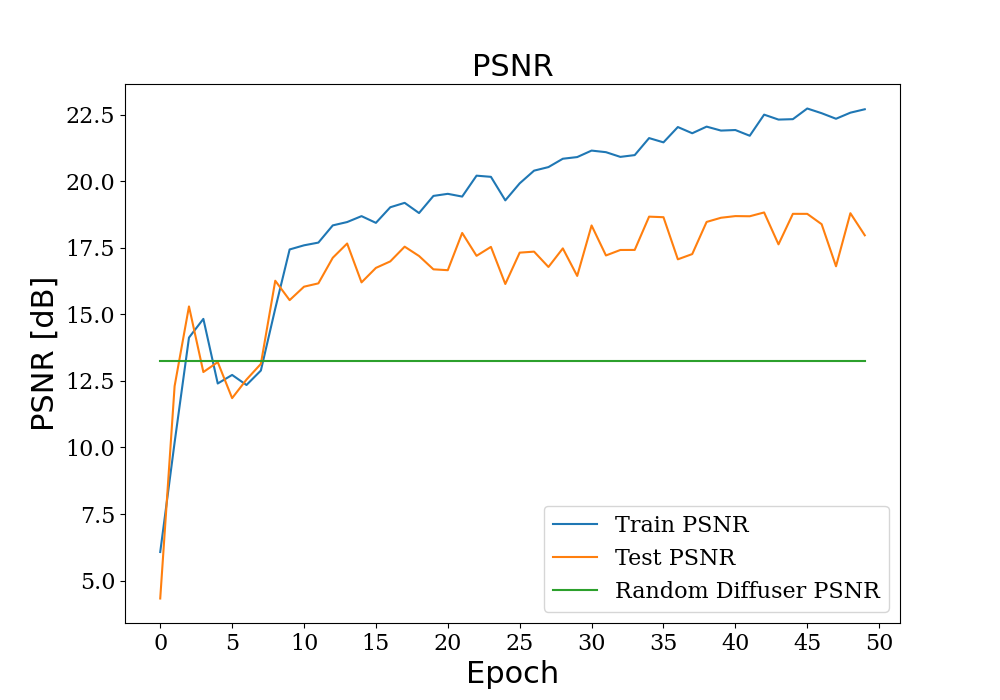 PSNR
PSNR [dB]
22.5
20.0
17.5
15.0
12.5
10.0
7.5
5.0
Train PSNR
Test PSNR
Random Diffuser PSNR
0 5 10 15 20 25 30 35 40 45 50
Epoch